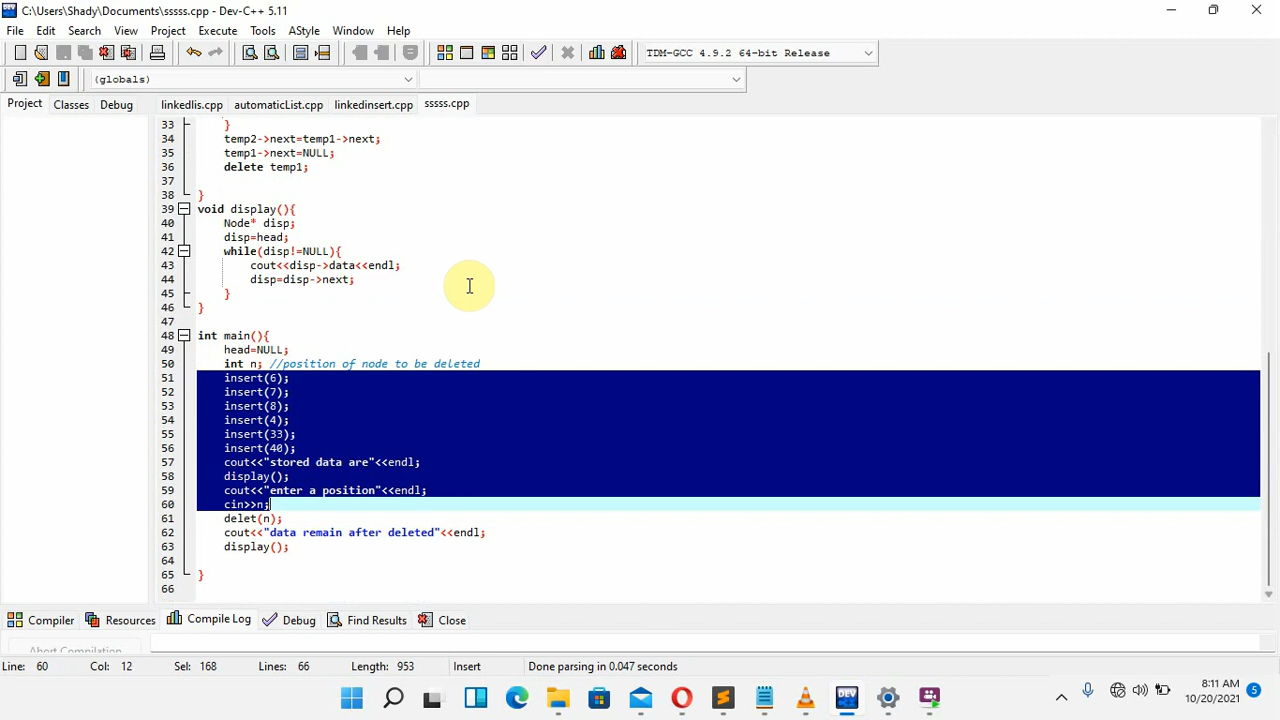 C:\Users\Shady\Documents\sssss.cpp - Dev-C++ 5.11
File Edit Search View Project Execute Tools AStyle Window Help
TDM-GCC 4.9.2 64-bit Release
(globals)
Project Classes Debug linkedlis.cpp automaticList.cpp linkedinsert.cpp sssss.cpp
33 }
34 temp2->next=temp1->next;
35 temp1->next=NULL;
36 delete temp1;
37
38 }
39 void display(){
40 Node* disp;
41 disp=head;
42 while(disp!=NULL){
43 cout<<disp->data<<endl;
44 disp=disp->next;
45 }
46 }
47
48 int main(){
49 head=NULL;
50 int n; //position of node to be deleted
51 insert(6);
52 insert(7);
53 insert(8);
54 insert(4);
55 insert(33);
56 insert(40);
57 cout<<"stored data are"<<endl;
58 display();
59 cout<<"enter a position"<<endl;
60 cin>>n;
61 delet(n);
62 cout<<"data remain after deleted"<<endl;
63 display();
64
65 }
66
Compiler Resources Compile Log Debug Find Results Close
Abort Compilation
Line: 60 Col: 12 Sel: 168 Lines: 66 Length: 953 Insert Done parsing in 0.047 seconds
DEV
8:11 AM
10/20/2021
5